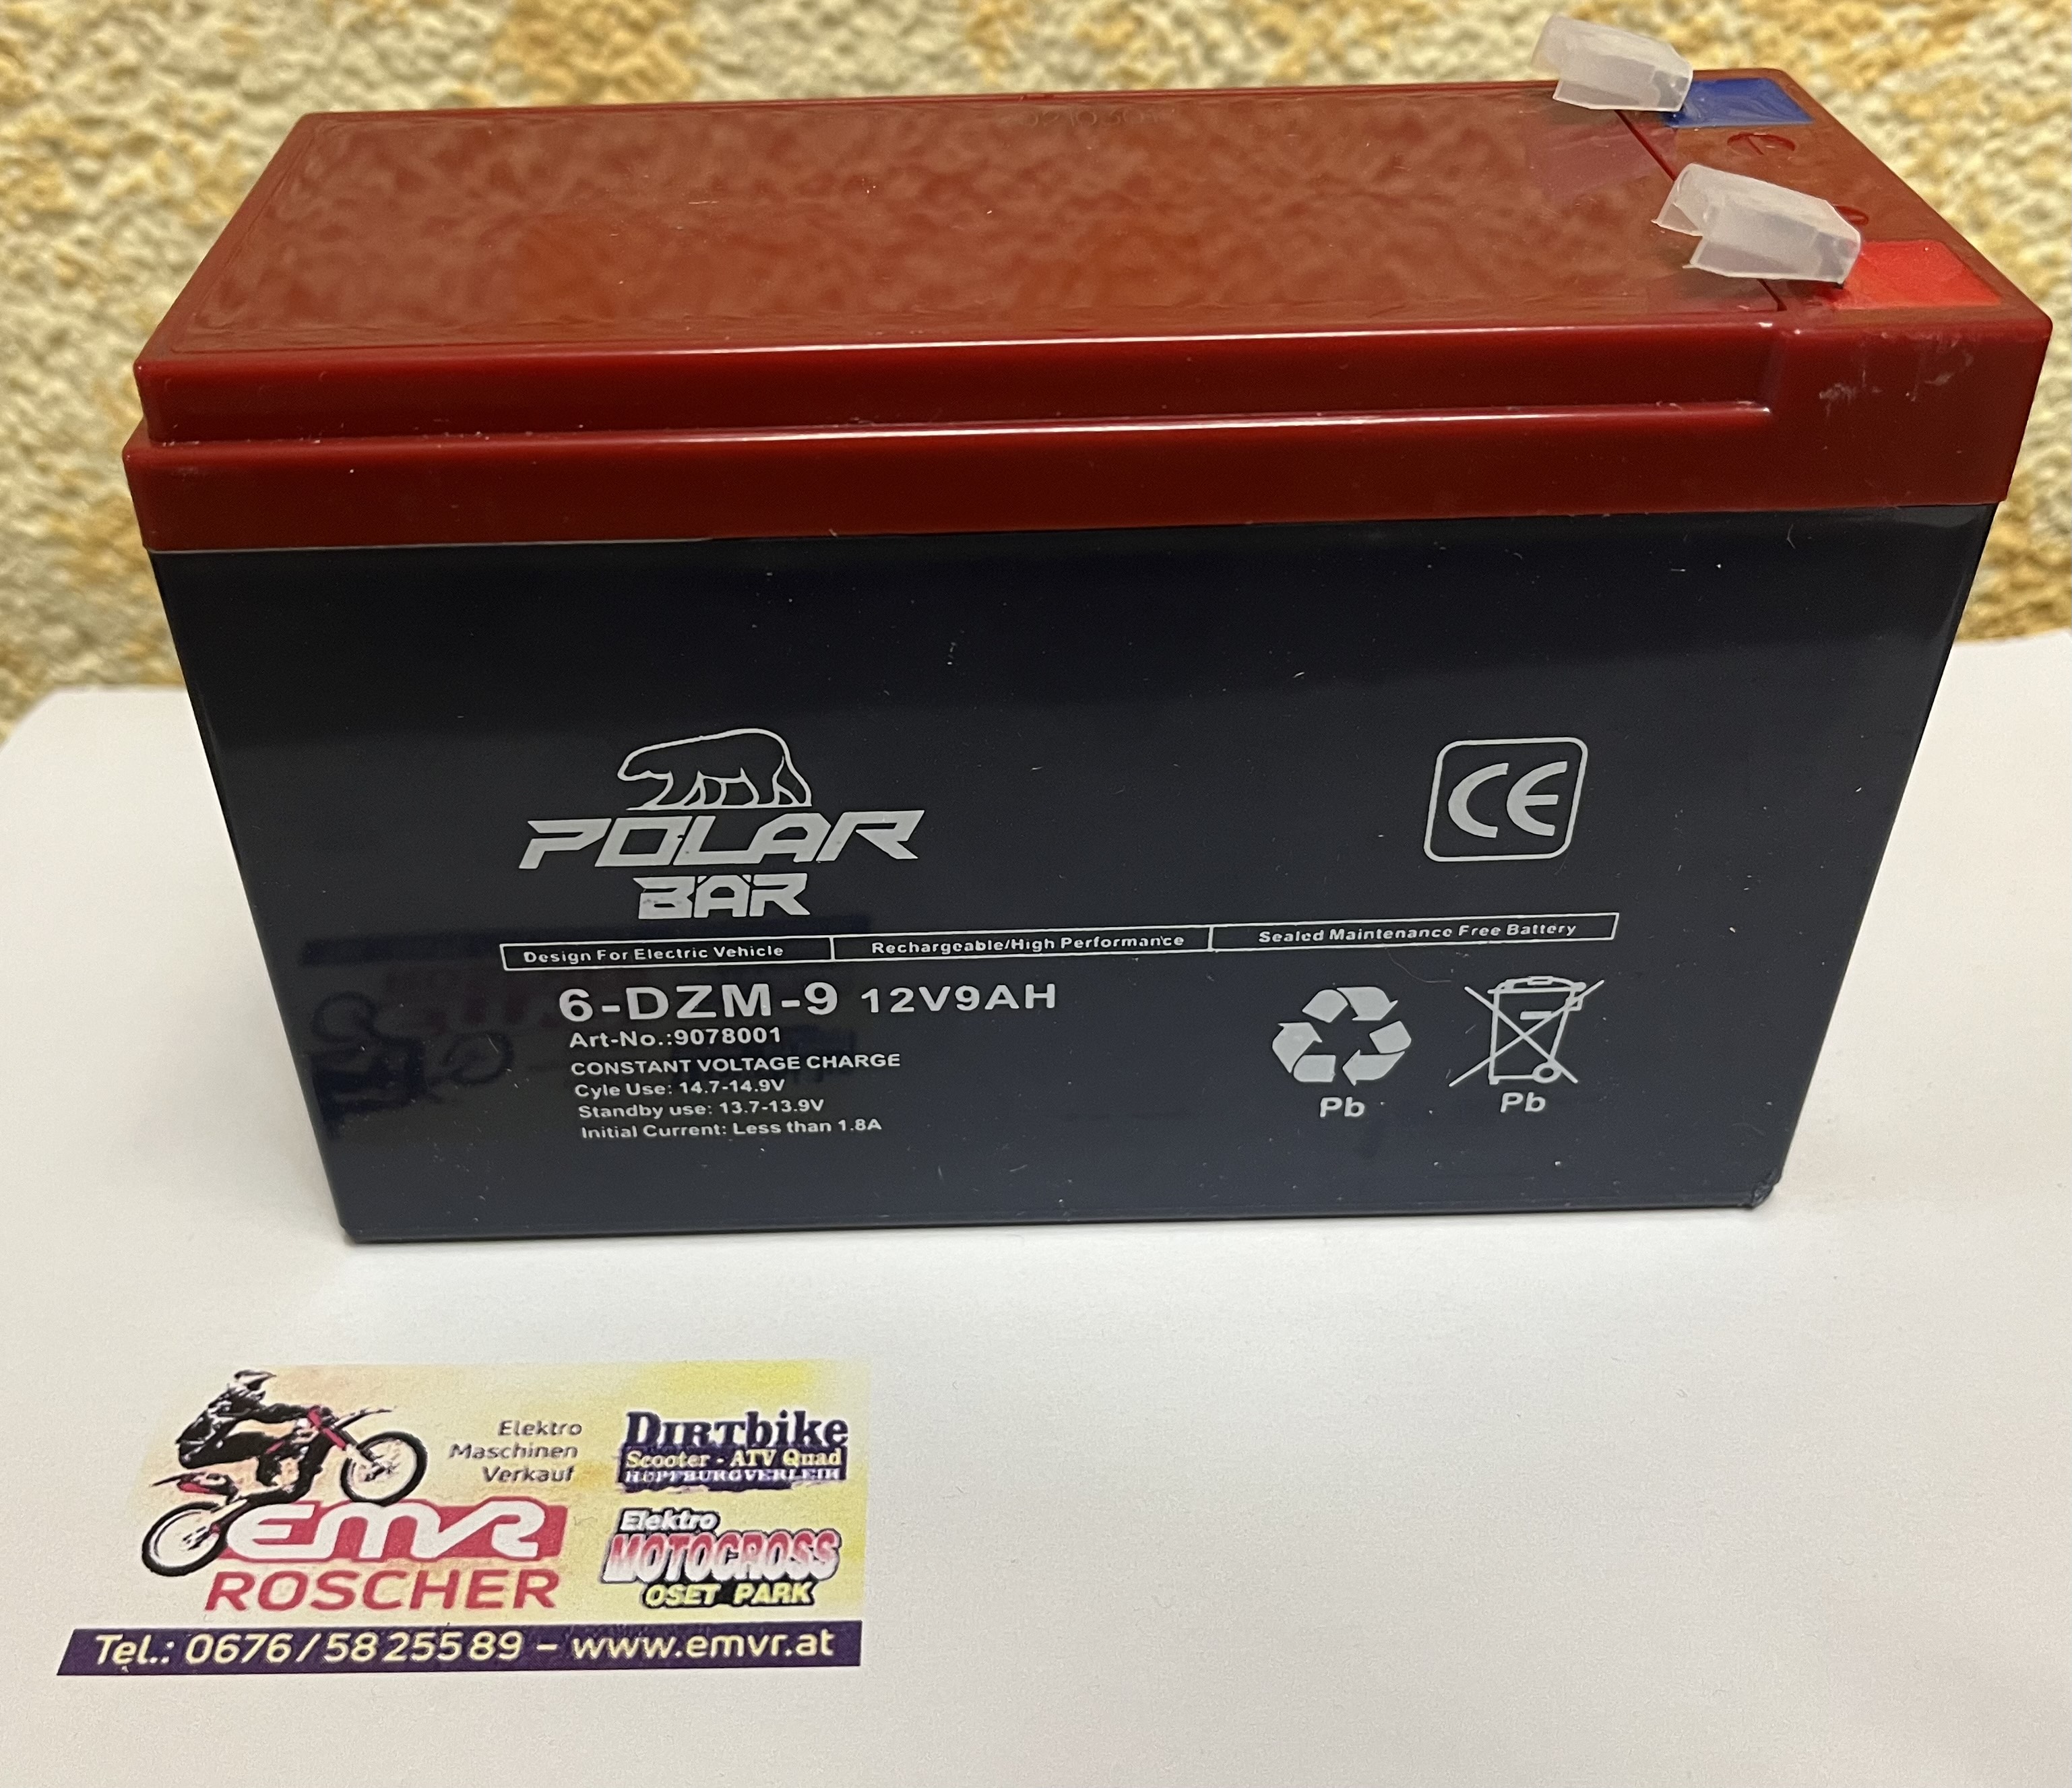 POLAR
BÄR
CE
Design For Electric Vehicle
Rechargeable/High Performance
Sealed Maintenance Free Battery
6-DZM-9 12V9AH
Art-No.:9078001
CONSTANT VOLTAGE CHARGE
Cyle Use: 14.7-14.9V
Standby use: 13.7-13.9V
Initial Current: Less than 1.8A
Pb
Pb
Elektro
Maschinen
Verkauf
EMVR
ROSCHER
DIRTbike
Scooter - ATV Quad
HUPFBURGVERLEIH
Elektro
MOTOCROSS
OSET PARK
Tel.: 0676/58 255 89 – www.emvr.at